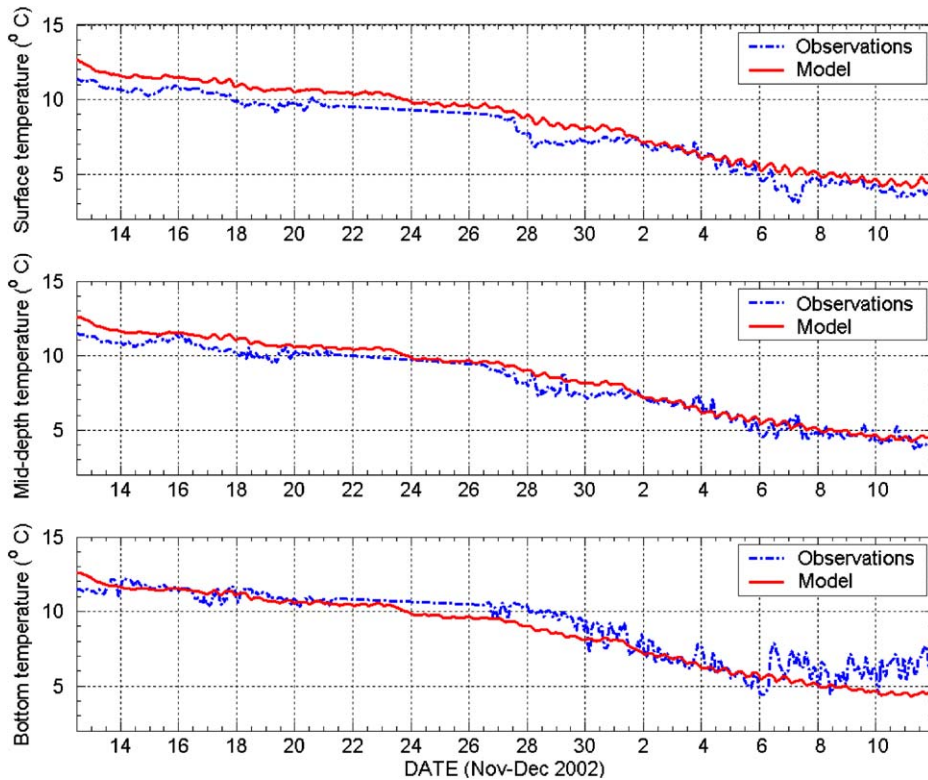 Surface temperature (° C)
15
10
5
Observations
Model
14 16 18 20 22 24 26 28 30 2 4 6 8 10
Mid-depth temperature (° C)
15
10
5
Observations
Model
14 16 18 20 22 24 26 28 30 2 4 6 8 10
Bottom temperature (° C)
15
10
5
Observations
Model
14 16 18 20 22 24 26 28 30 2 4 6 8 10
DATE (Nov-Dec 2002)